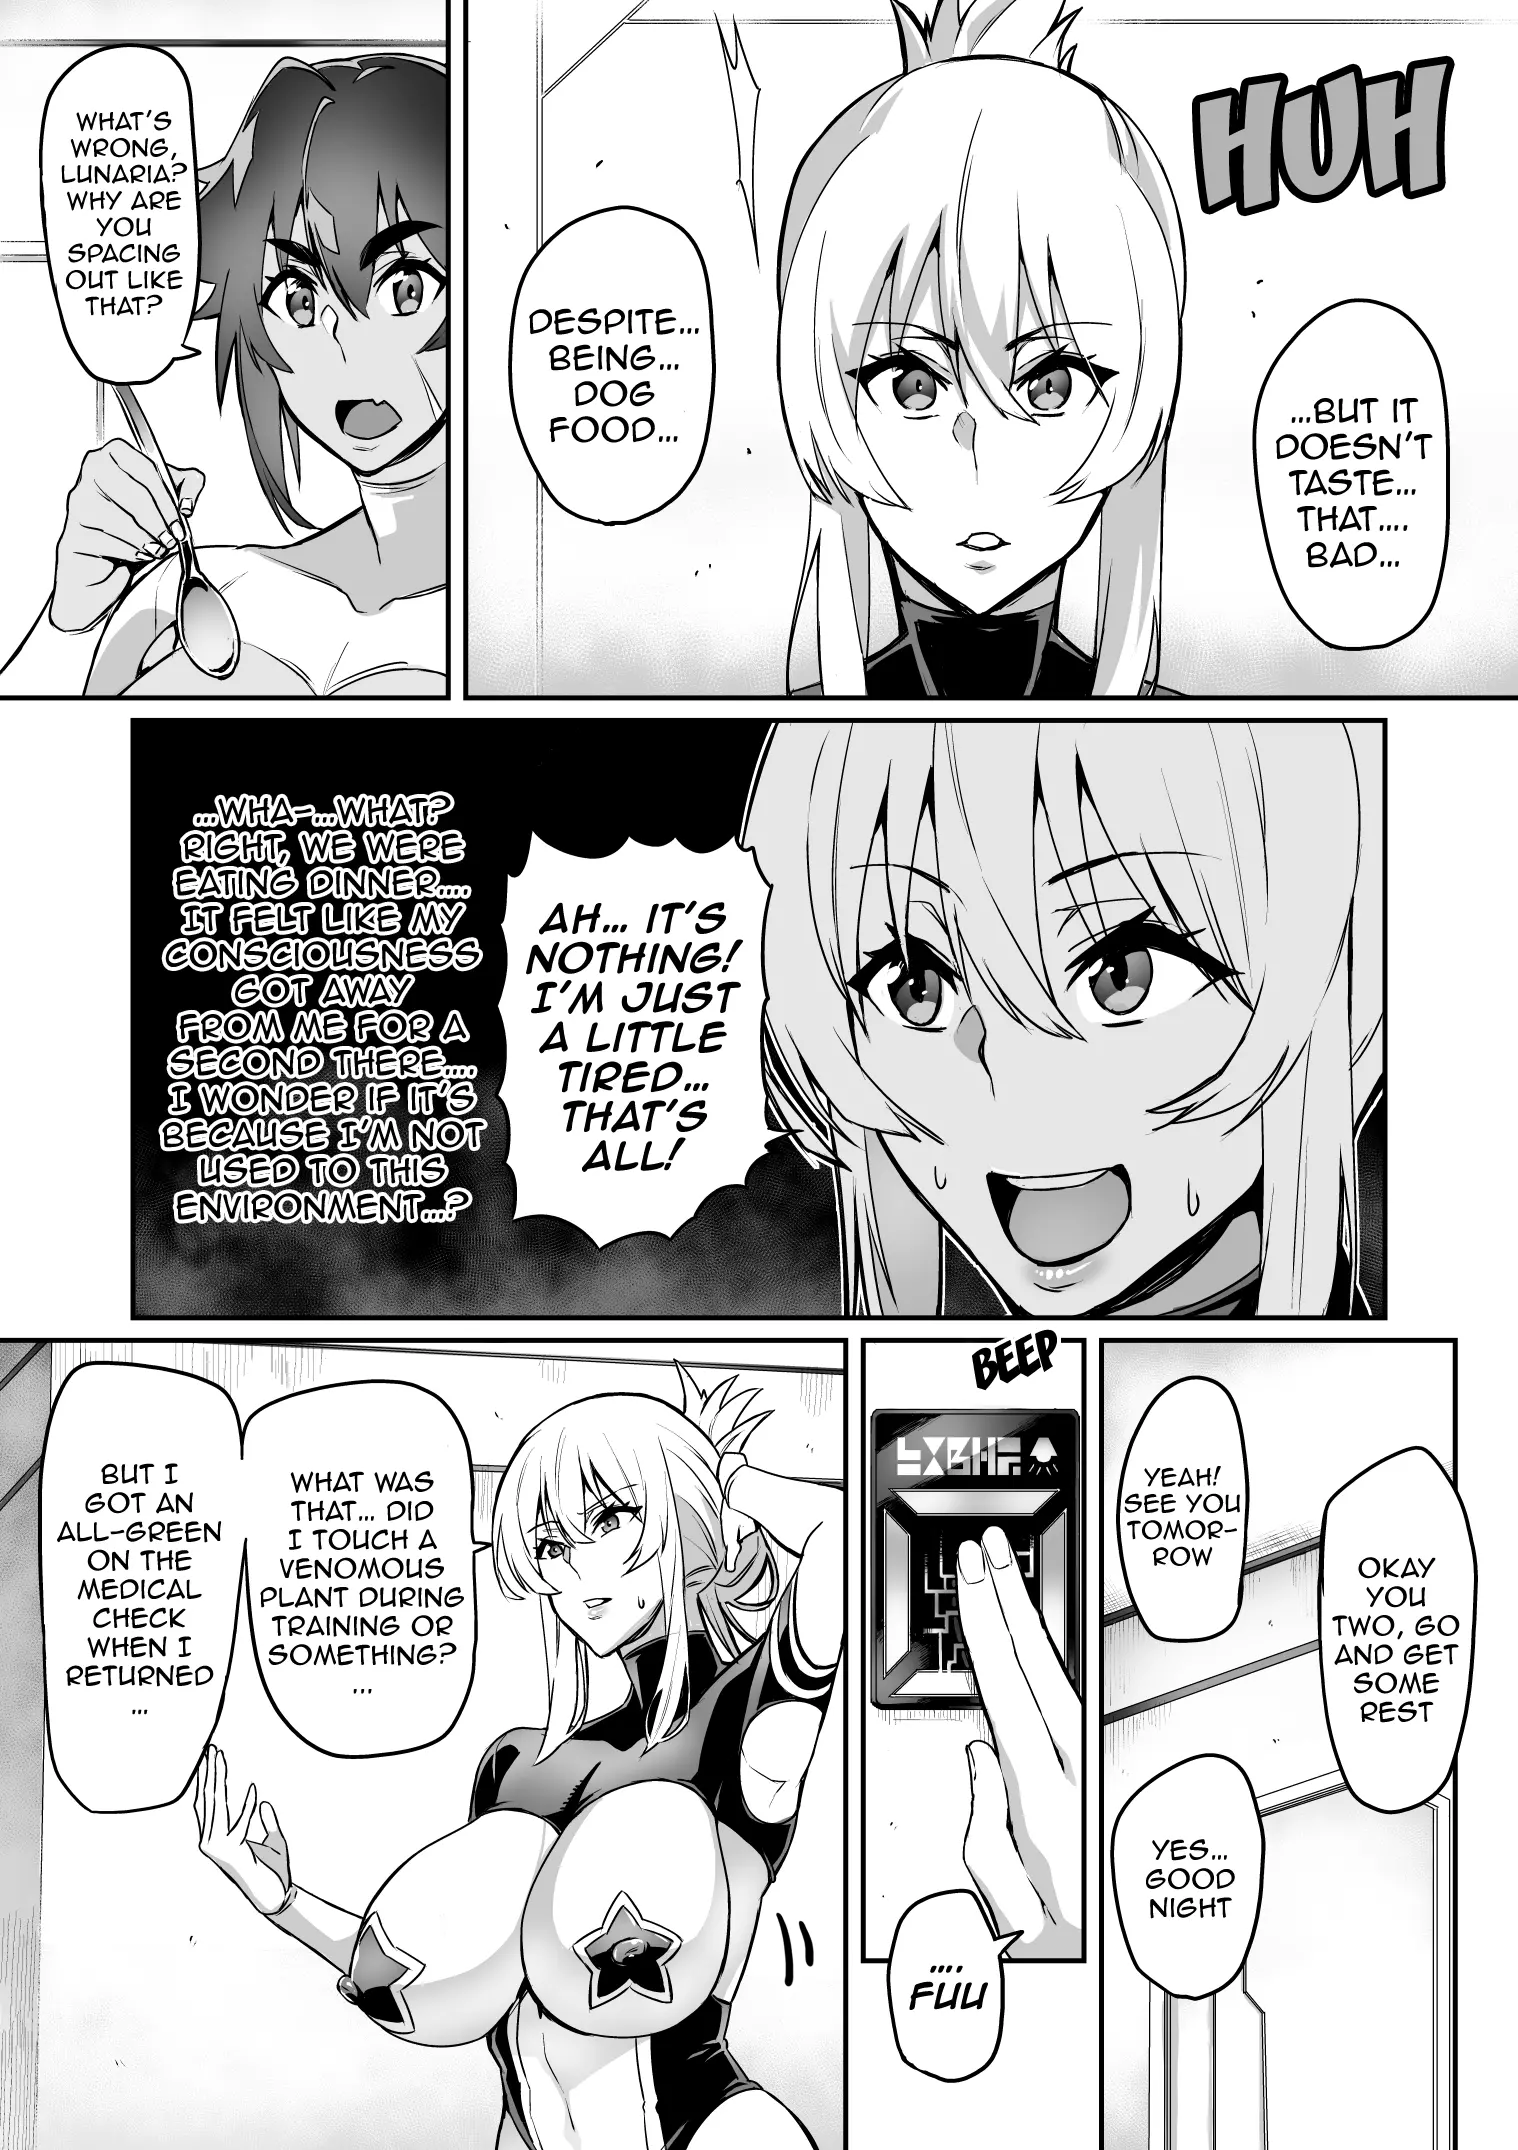 HUH
...BUT IT
DOESN'T
TASTE...
THAT....
BAD...
DESPITE...
BEING...
DOG
FOOD...
WHAT'S
WRONG,
LUNARIA?
WHY ARE
YOU
SPACING
OUT LIKE
THAT?
AH... IT'S
NOTHING!
I'M JUST
A LITTLE
TIRED...
THAT'S
ALL!
...WHA-...WHAT?
RIGHT, WE WERE
EATING DINNER....
IT FELT LIKE MY
CONSCIOUSNESS
GOT AWAY
FROM ME FOR A
SECOND THERE....
I WONDER IF IT'S
BECAUSE I'M NOT
USED TO THIS
ENVIRONMENT...?
OKAY
YOU
TWO, GO
AND GET
SOME
REST
YEAH!
SEE YOU
TOMOR-
ROW
YES...
GOOD
NIGHT
BEEP
....
FUU
WHAT WAS
THAT... DID
I TOUCH A
VENOMOUS
PLANT DURING
TRAINING OR
SOMETHING?
...
BUT I
GOT AN
ALL-GREEN
ON THE
MEDICAL
CHECK
WHEN I
RETURNED
...